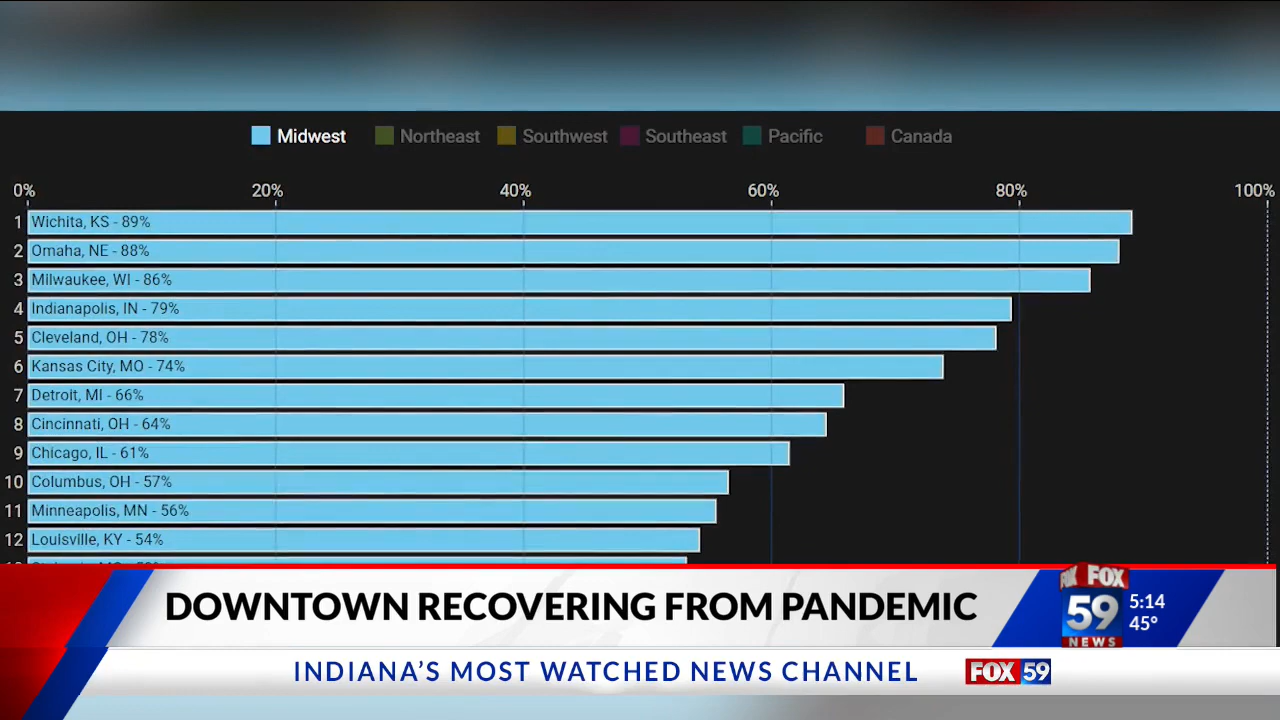 Midwest Northeast Southwest Southeast Pacific Canada
0% 20% 40% 60% 80% 100%
1 Wichita, KS - 89%
2 Omaha, NE - 88%
3 Milwaukee, WI - 86%
4 Indianapolis, IN - 79%
5 Cleveland, OH - 78%
6 Kansas City, MO - 74%
7 Detroit, MI - 66%
8 Cincinnati, OH - 64%
9 Chicago, IL - 61%
10 Columbus, OH - 57%
11 Minneapolis, MN - 56%
12 Louisville, KY - 54%
DOWNTOWN RECOVERING FROM PANDEMIC
FOX FOX
59
NEWS
5:14
45°
INDIANA'S MOST WATCHED NEWS CHANNEL
FOX 59